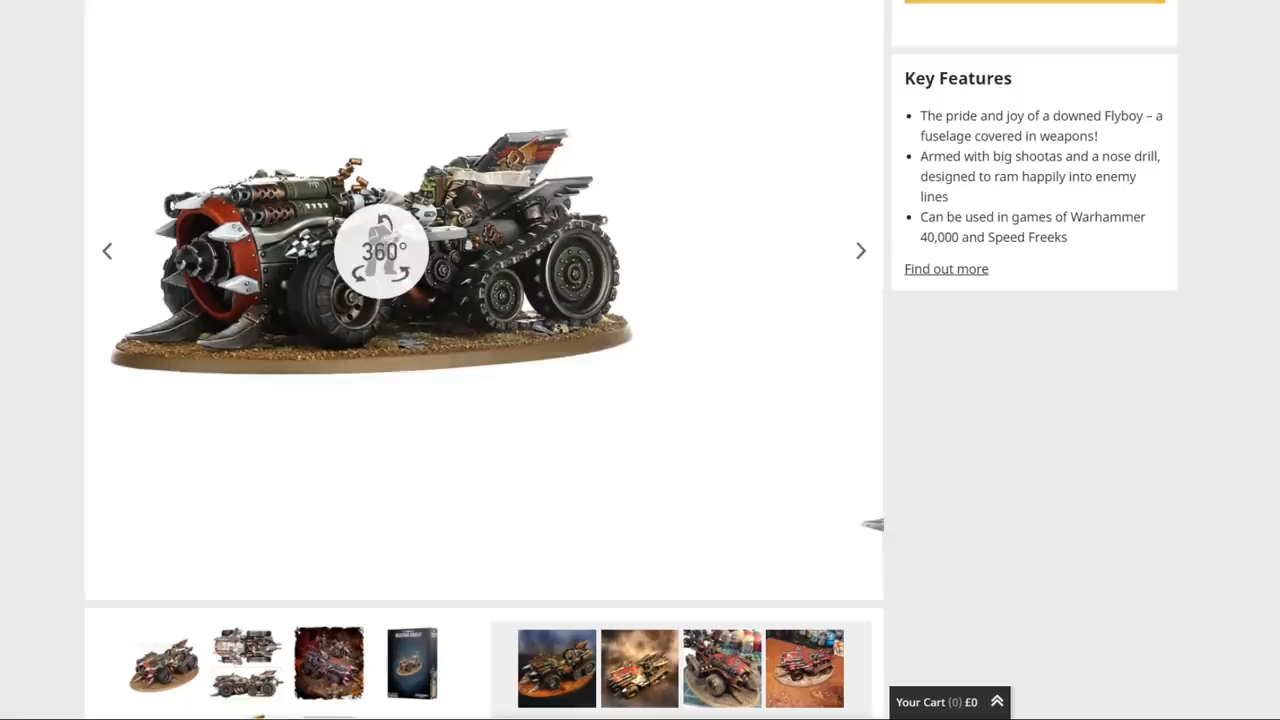 Key Features
The pride and joy of a downed Flyboy – a
fuselage covered in weapons!
Armed with big shootas and a nose drill,
designed to ram happily into enemy
lines
Can be used in games of Warhammer
40,000 and Speed Freeks
Find out more
360°
Your Cart (0) £0